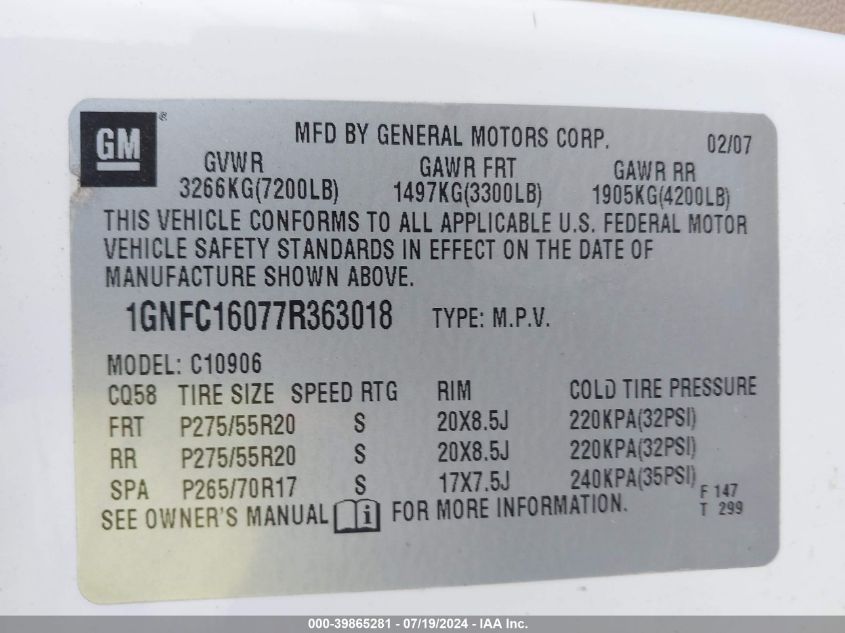 GM ®
MFD BY GENERAL MOTORS CORP. 02/07
GVWR GAWR FRT GAWR RR
3266KG(7200LB) 1497KG(3300LB) 1905KG(4200LB)
THIS VEHICLE CONFORMS TO ALL APPLICABLE U.S. FEDERAL MOTOR
VEHICLE SAFETY STANDARDS IN EFFECT ON THE DATE OF
MANUFACTURE SHOWN ABOVE.
1GNFC16077R363018 TYPE: M.P.V.
MODEL: C10906
CQ58 TIRE SIZE SPEED RTG RIM COLD TIRE PRESSURE
FRT P275/55R20 S 20X8.5J 220KPA(32PSI)
RR P275/55R20 S 20X8.5J 220KPA(32PSI)
SPA P265/70R17 S 17X7.5J 240KPA(35PSI) F 147
SEE OWNER'S MANUAL i FOR MORE INFORMATION. T 299
000-39865281 - 07/19/2024 - IAA Inc.